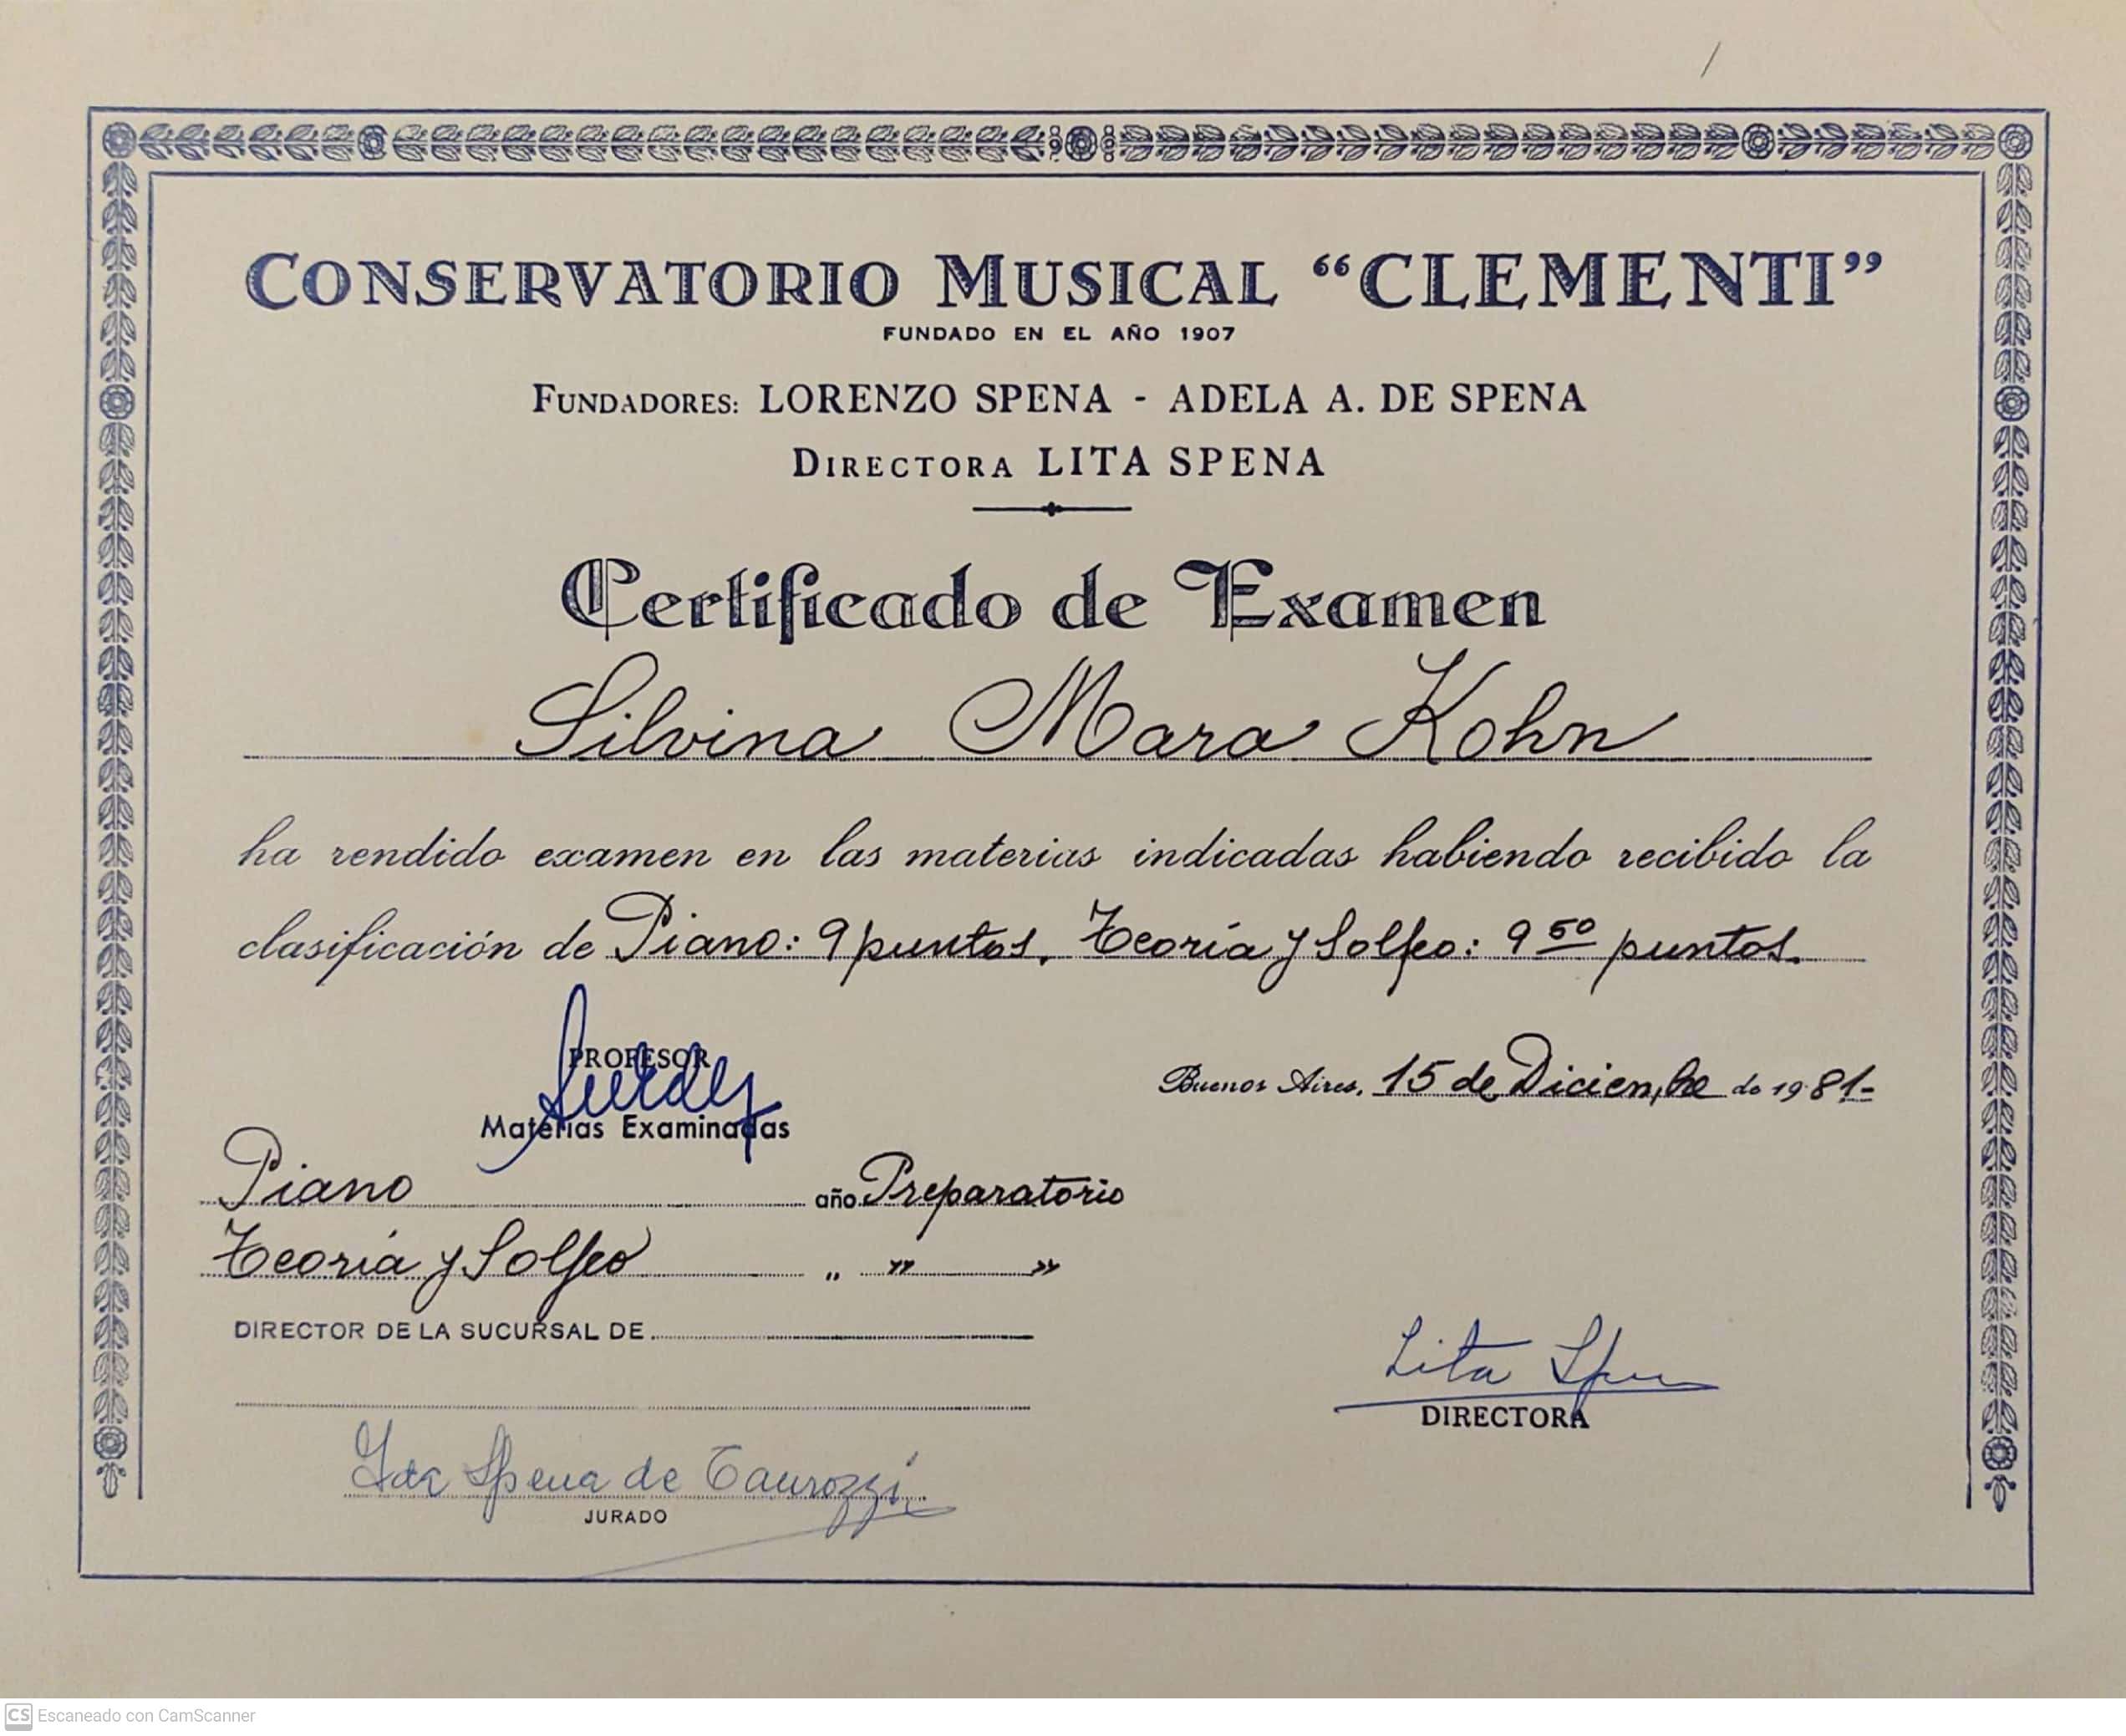 CONSERVATORIO MUSICAL “CLEMENTI”
FUNDADO EN EL AÑO 1907
FUNDADORES: LORENZO SPENA - ADELA A. DE SPENA
DIRECTORA LITA SPENA
Certificado de Examen
Silvina Mara Kohn
ha rendido examen en las materias indicadas habiendo recibido la
clasificación de Piano: 9 puntos. Teoría y Solfeo: 9 50 puntos.
PROFESOR
Buenos Aires, 15 de Diciembre de 1981-
Materias Examinadas
Piano año Preparatorio
Teoría y Solfeo „ " "
DIRECTOR DE LA SUCURSAL DE
Lita Spena
DIRECTORA
Spena de Taurozzi
JURADO
CS Escaneado con CamScanner